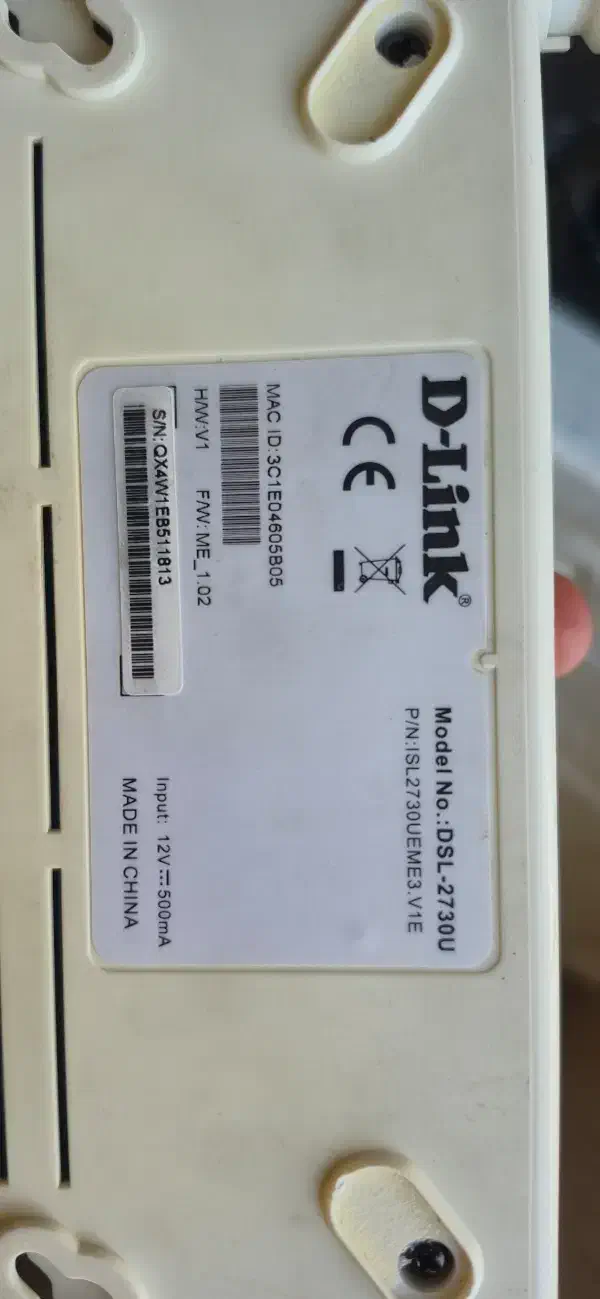 D-Link®
Model No.:DSL-2730U
P/N:ISL2730UEME3.V1E
CE
MAC ID:3C1E04605B05
H/W:V1 F/W:ME_1.02
S/N:QX4W1EB511813
Input: 12V⎓500mA
MADE IN CHINA